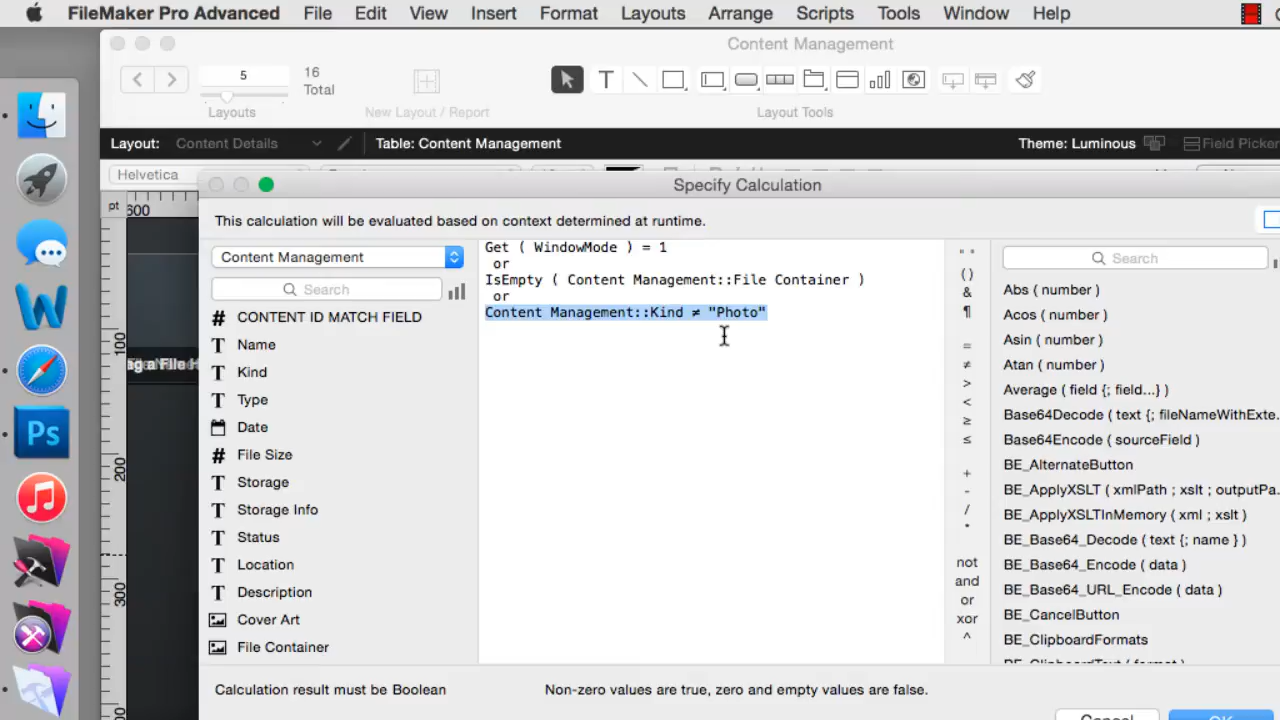 FileMaker Pro Advanced File Edit View Insert Format Layouts Arrange Scripts Tools Window Help
Content Management
5
16
Total
Layouts
New Layout / Report
Layout Tools
Layout: Content Details
Table: Content Management
Theme: Luminous
Field Picker
Helvetica
pt
600
100
200
300
Specify Calculation
This calculation will be evaluated based on context determined at runtime.
Content Management
Search
CONTENT ID MATCH FIELD
Name
Kind
Type
Date
File Size
Storage
Storage Info
Status
Location
Description
Cover Art
File Container
Get ( WindowMode ) = 1
or
IsEmpty ( Content Management::File Container )
or
Content Management::Kind ≠ "Photo"
" "
( )
&
¶
=
≠
>
<
≥
≤
+
-
/
*
not
and
or
xor
^
Search
Abs ( number )
Acos ( number )
Asin ( number )
Atan ( number )
Average ( field {; field...} )
Base64Decode ( text {; fileNameWithExte...
Base64Encode ( sourceField )
BE_AlternateButton
BE_ApplyXSLT ( xmlPath ; xslt ; outputPa...
BE_ApplyXSLTInMemory ( xml ; xslt )
BE_Base64_Decode ( text {; name } )
BE_Base64_Encode ( data )
BE_Base64_URL_Encode ( data )
BE_CancelButton
BE_ClipboardFormats
BE_ClipboardText ( format )
Calculation result must be Boolean
Non-zero values are true, zero and empty values are false.
Cancel
OK
Ps